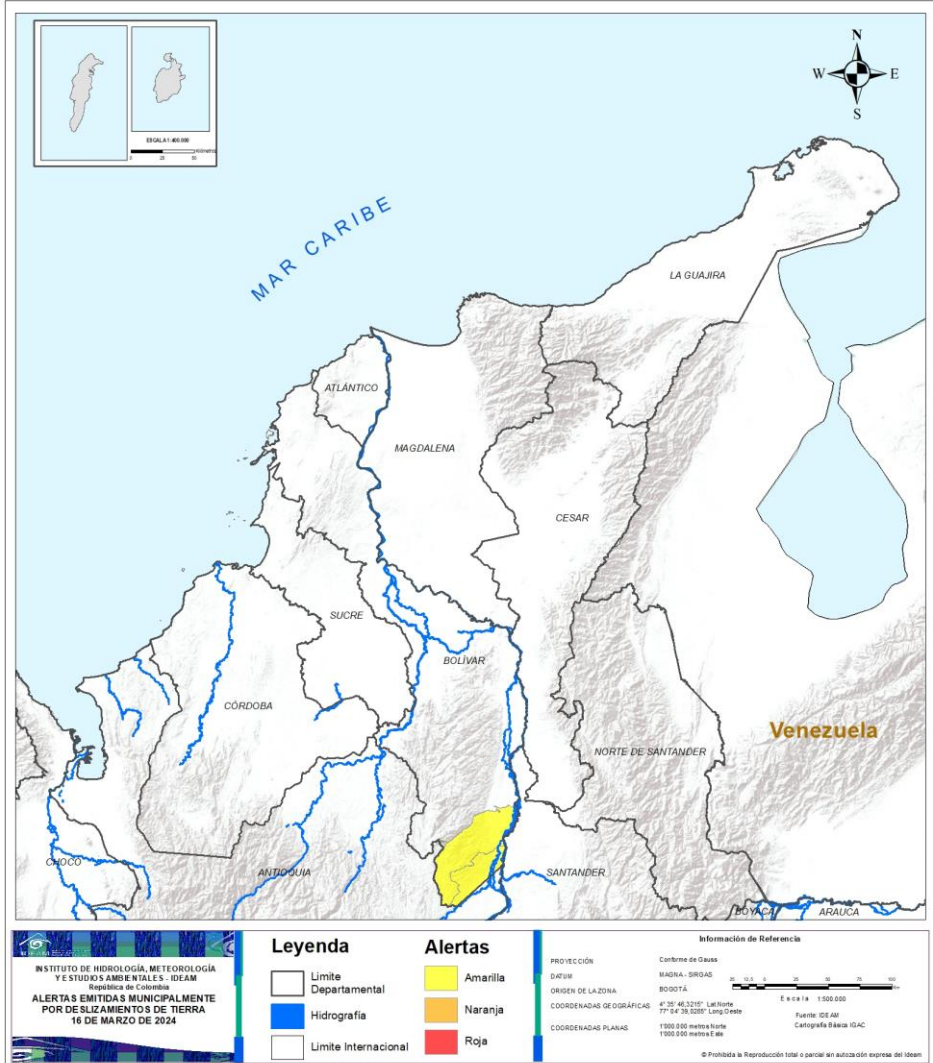 ESCALA 1:400.000
N
W
E
S
MAR CARIBE
LA GUAJIRA
ATLÁNTICO
MAGDALENA
CESAR
SUCRE
BOLÍVAR
CÓRDOBA
NORTE DE SANTANDER
Venezuela
CHOCÓ
ANTIOQUIA
SANTANDER
BOYACÁ
ARAUCA
INSTITUTO DE HIDROLOGÍA, METEOROLOGÍA
Y ESTUDIOS AMBIENTALES - IDEAM
República de Colombia
ALERTAS EMITIDAS MUNICIPALMENTE
POR DESLIZAMIENTOS DE TIERRA
16 DE MARZO DE 2024
Leyenda
Limite
Departamental
Hidrografía
Limite Internacional
Alertas
Amarilla
Naranja
Roja
Información de Referencia
PROYECCIÓN Conforme de Gauss
DATUM MAGNA - SIRGAS
ORIGEN DE LA ZONA BOGOTÁ
COORDENADAS GEOGRÁFICAS 4° 35' 46,3215" Lat.Norte
77° 04' 39,0285" Long.Oeste
COORDENADAS PLANAS 1'000.000 metros Norte
1'000.000 metros Este
25 12.5 0 25 50 75 100
Escala 1:500.000
Fuente: IDEAM
Cartografía Básica: IGAC
© Prohibida la Reproducción total o parcial sin autorización expresa del Ideam